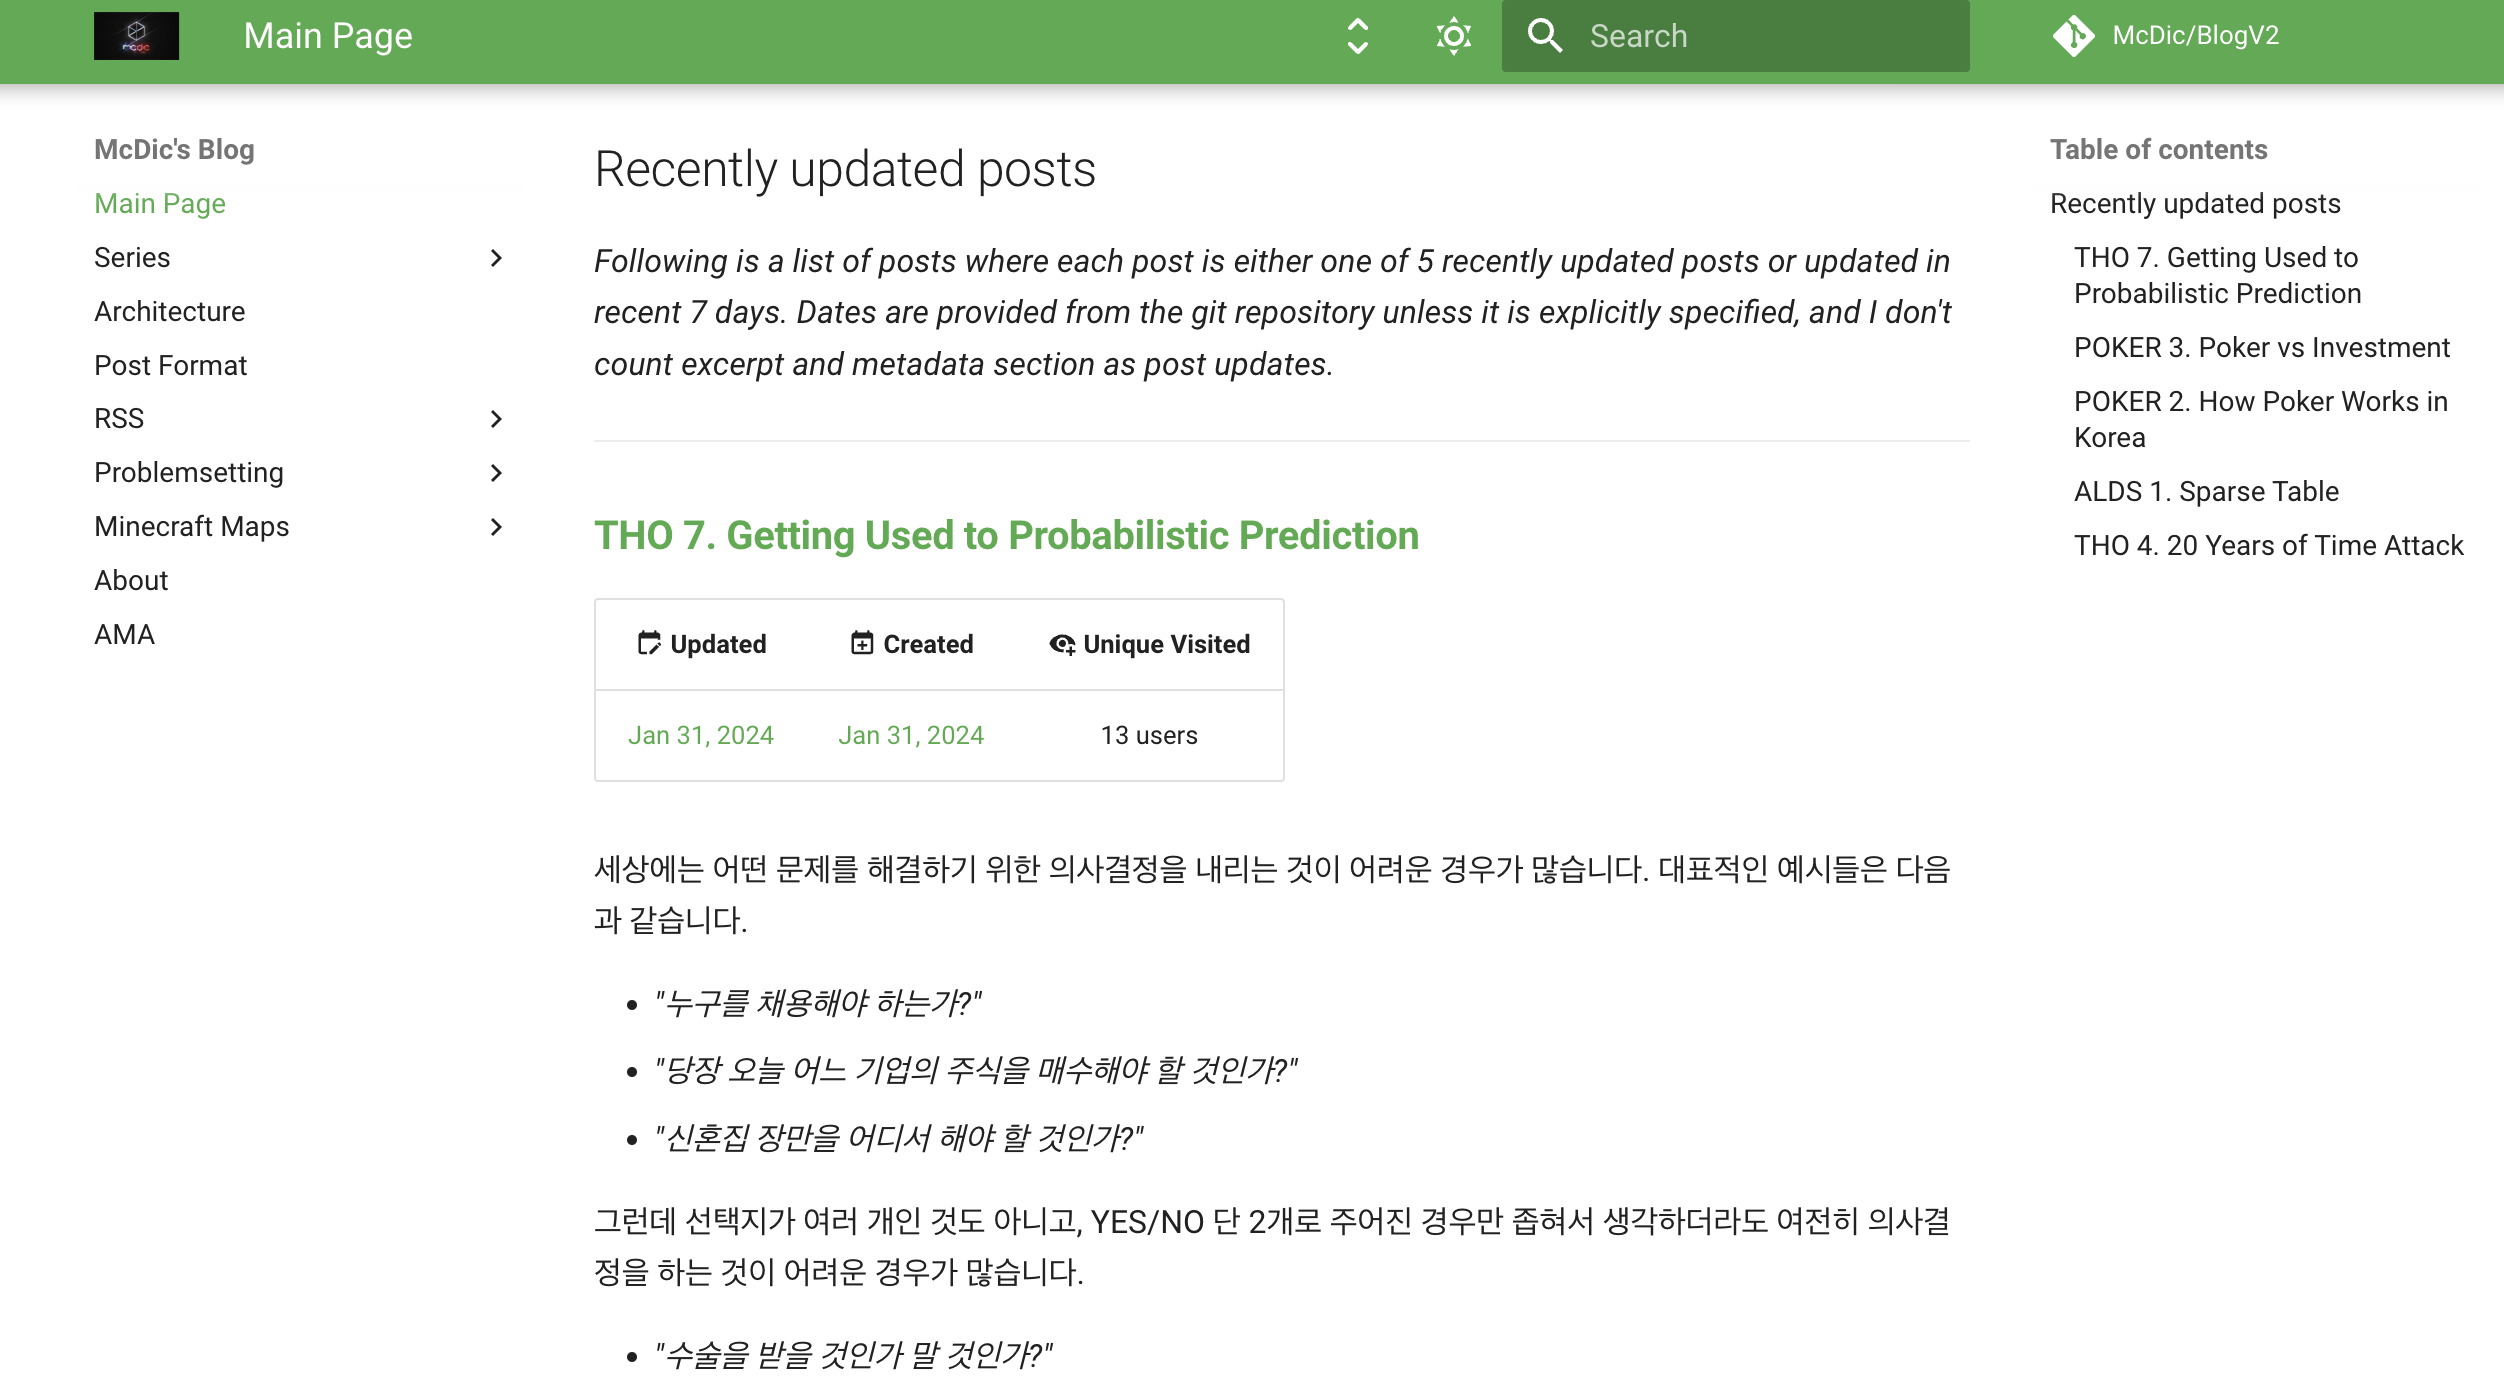 mcdic
Main Page
Search
McDic/BlogV2
McDic's Blog
Main Page
Series
Architecture
Post Format
RSS
Problemsetting
Minecraft Maps
About
AMA
Recently updated posts
Following is a list of posts where each post is either one of 5 recently updated posts or updated in
recent 7 days. Dates are provided from the git repository unless it is explicitly specified, and I don't
count excerpt and metadata section as post updates.
THO 7. Getting Used to Probabilistic Prediction
Updated Created Unique Visited
Jan 31, 2024 Jan 31, 2024 13 users
세상에는 어떤 문제를 해결하기 위한 의사결정을 내리는 것이 어려운 경우가 많습니다. 대표적인 예시들은 다음
과 같습니다.
• "누구를 채용해야 하는가?"
• "당장 오늘 어느 기업의 주식을 매수해야 할 것인가?"
• "신혼집 장만을 어디서 해야 할 것인가?"
그런데 선택지가 여러 개인 것도 아니고, YES/NO 단 2개로 주어진 경우만 좁혀서 생각하더라도 여전히 의사결
정을 하는 것이 어려운 경우가 많습니다.
• "수술을 받을 것인가 말 것인가?"
Table of contents
Recently updated posts
THO 7. Getting Used to
Probabilistic Prediction
POKER 3. Poker vs Investment
POKER 2. How Poker Works in
Korea
ALDS 1. Sparse Table
THO 4. 20 Years of Time Attack